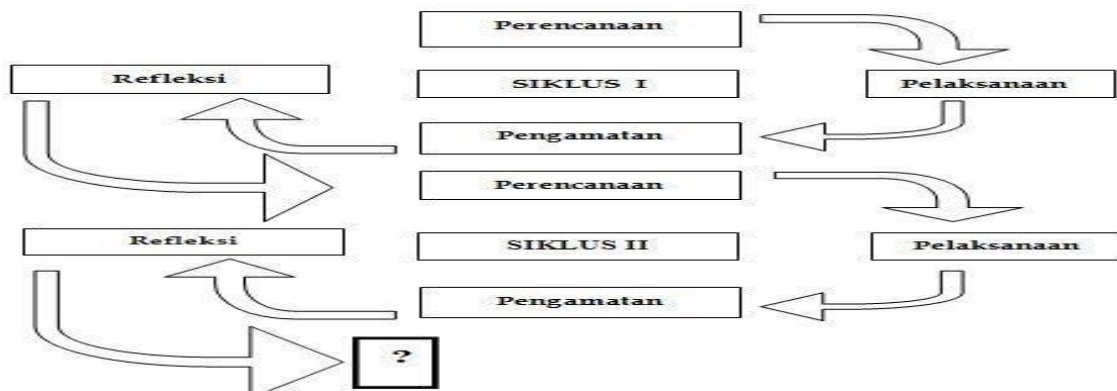 Perencanaan
Refleksi
SIKLUS I
Pelaksanaan
Pengamatan
Perencanaan
Refleksi
SIKLUS II
Pelaksanaan
Pengamatan
?